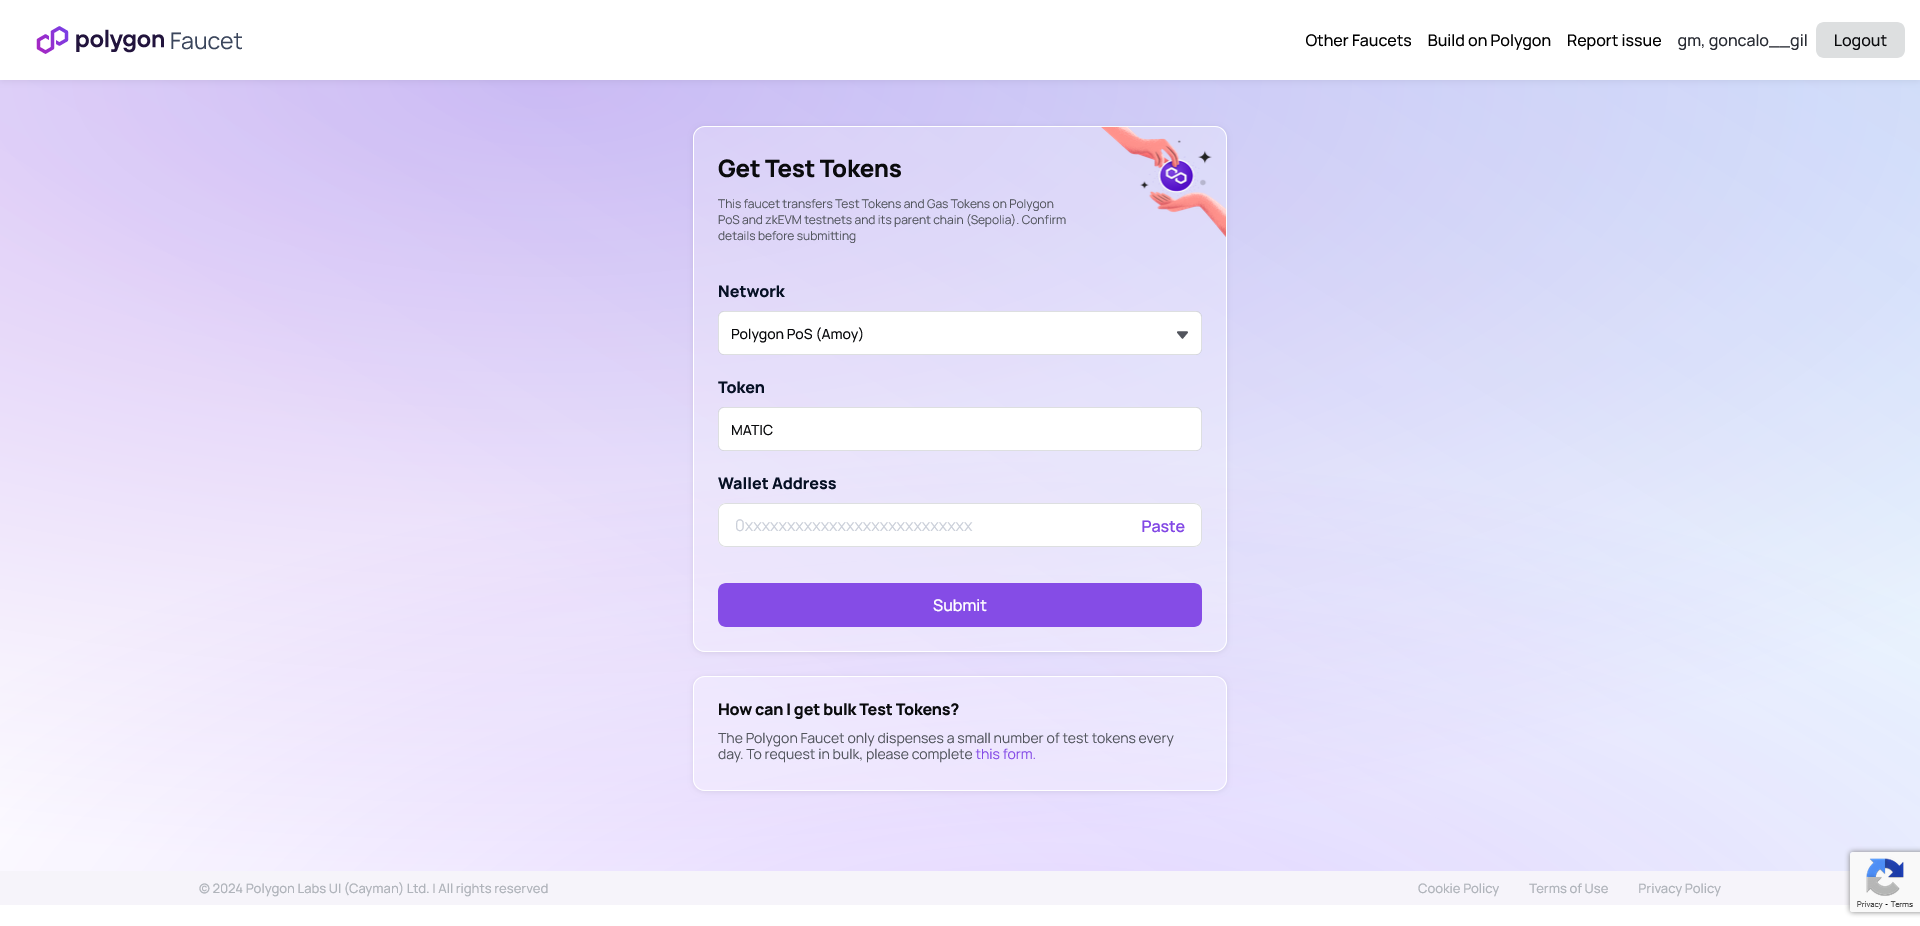 polygon Faucet
Other Faucets
Build on Polygon
Report issue
gm, goncalo__gil
Logout
Get Test Tokens
This faucet transfers Test Tokens and Gas Tokens on Polygon
PoS and zkEVM testnets and its parent chain (Sepolia). Confirm
details before submitting
Network
Polygon PoS (Amoy)
Token
MATIC
Wallet Address
0xxxxxxxxxxxxxxxxxxxxxxxxxxx
Paste
Submit
How can I get bulk Test Tokens?
The Polygon Faucet only dispenses a small number of test tokens every
day. To request in bulk, please complete this form.
© 2024 Polygon Labs UI (Cayman) Ltd. | All rights reserved
Cookie Policy
Terms of Use
Privacy Policy
Privacy - Terms